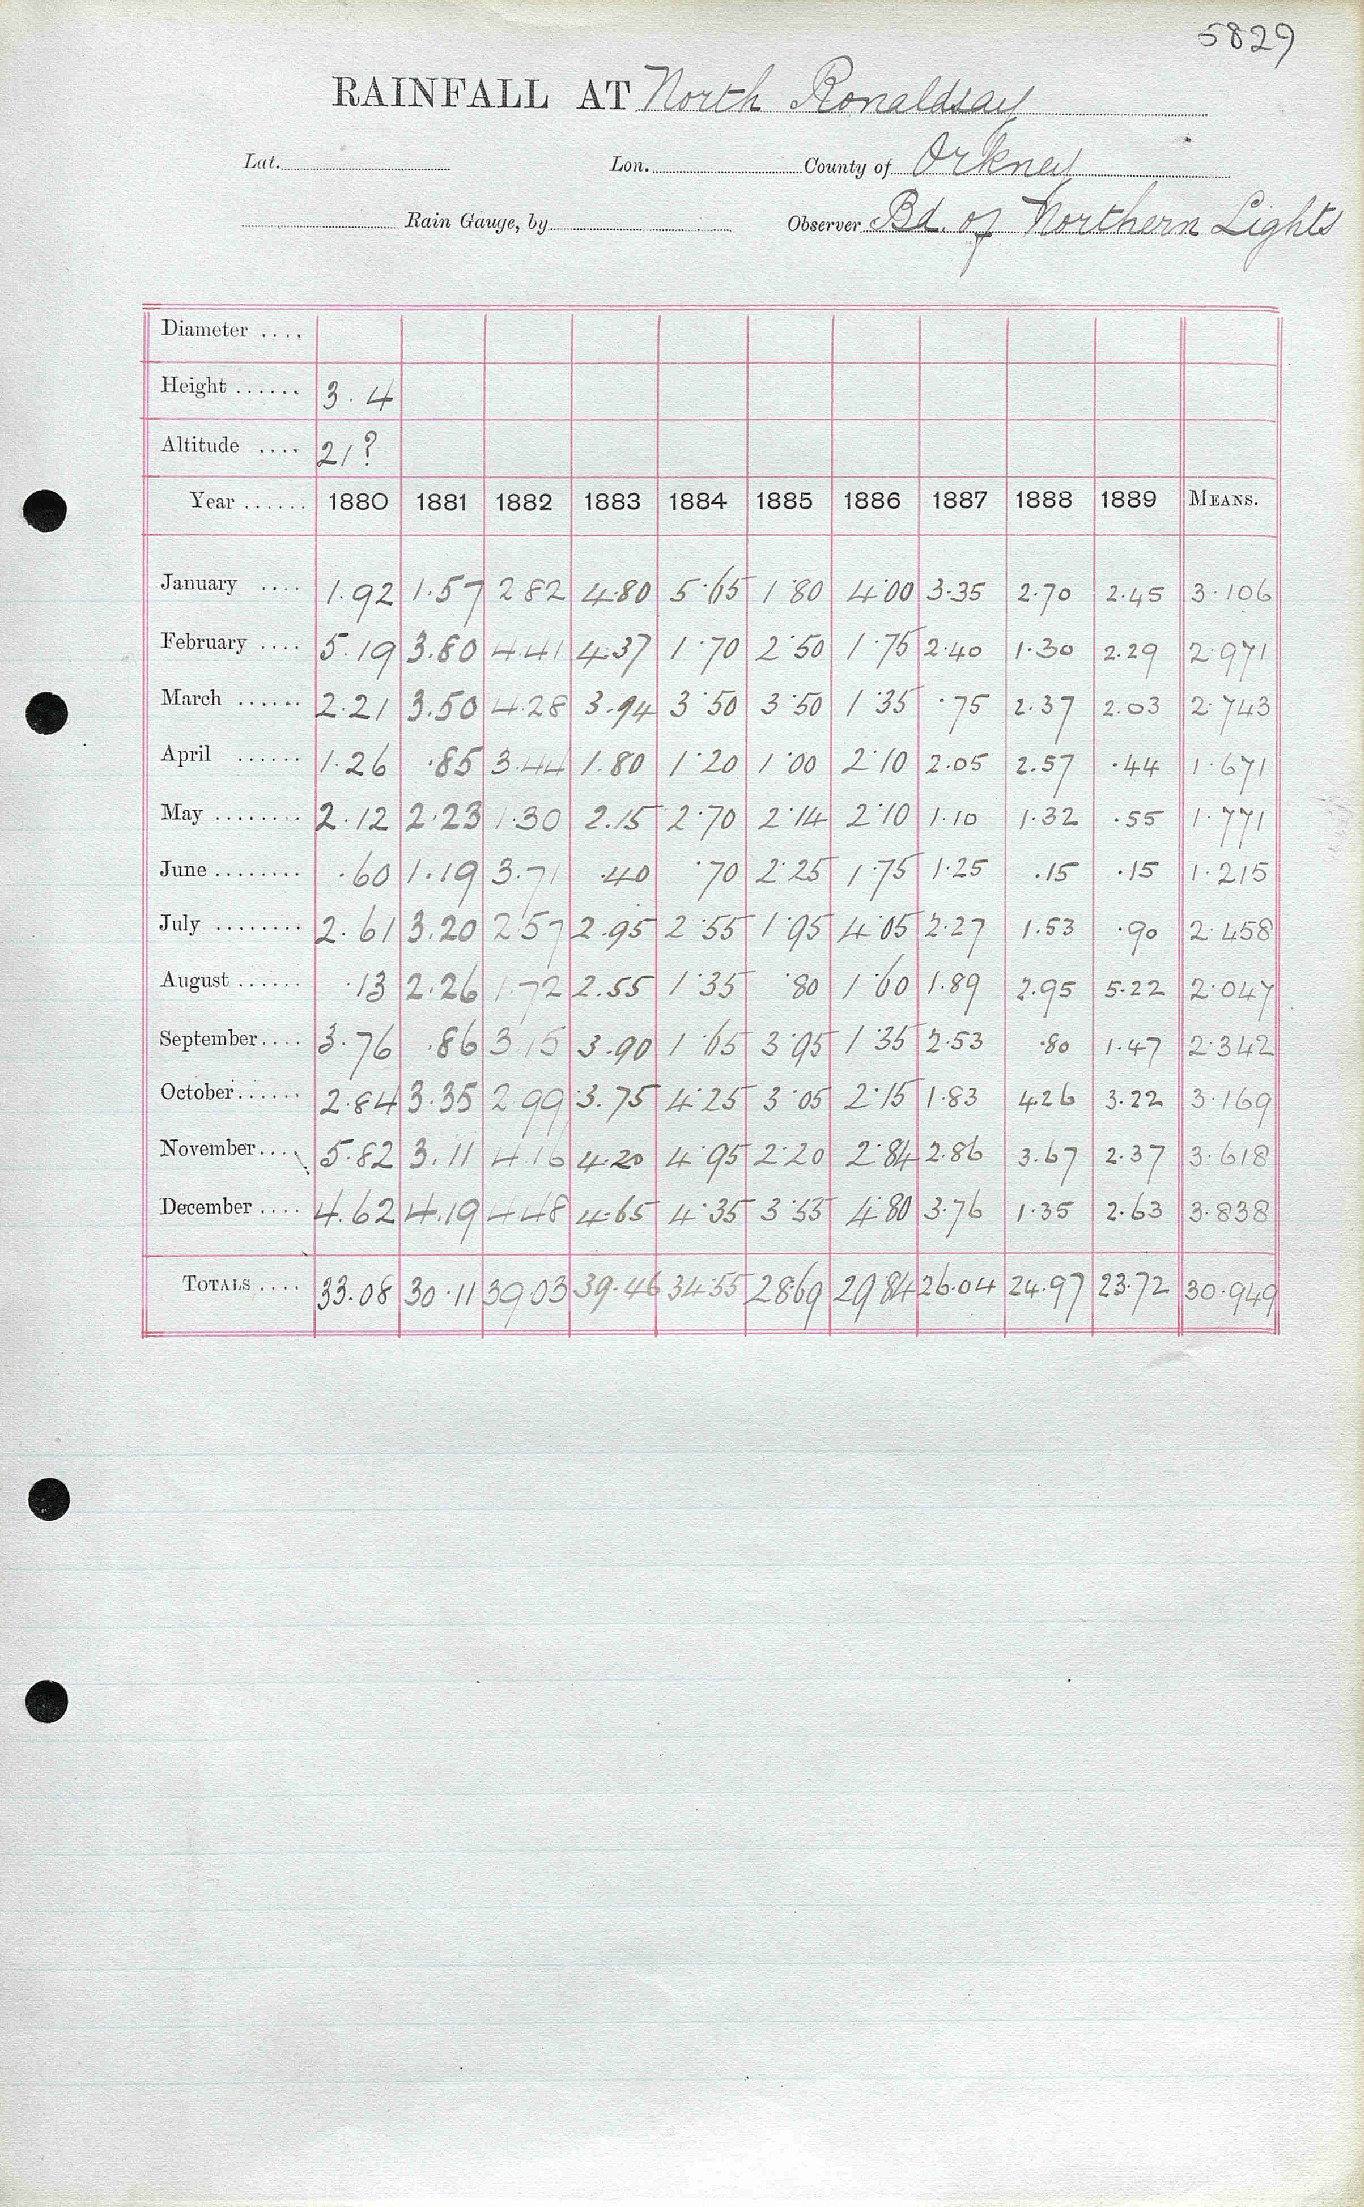 5829
RAINFALL AT North Ronaldsay
Lat. Lon. County of Orkney
Rain Gauge, by Observer Bd. of Northern Lights
Diameter ....
Height ...... 3.4
Altitude .... 21?
Year ...... 1880 1881 1882 1883 1884 1885 1886 1887 1888 1889 MEANS.
January .... 1.92 1.57 2 82 4.80 5.65 1.80 4.00 3.35 2.70 2.45 3.106
February .... 5.19 3.80 4.41 4.37 1.70 2.50 1.75 2.40 1.30 2.29 2.971
March ...... 2.21 3.50 4.28 3.94 3.50 3.50 1.35 .75 2.37 2.03 2.743
April ...... 1.26 .85 3.44 1.80 1.20 1.00 2.10 2.05 2.57 .44 1.671
May ........ 2.12 2.23 1.30 2.15 2.70 2.14 2.10 1.10 1.32 .55 1.771
June ........ .60 1.19 3.71 .40 .70 2.25 1.75 1.25 .15 .15 1.215
July ........ 2.61 3.20 2.57 2.95 2.55 1.95 4.05 2.27 1.53 .90 2.458
August ...... .13 2.26 1.72 2.55 1.35 .80 1.60 1.89 2.95 5.22 2.047
September.... 3.76 .86 3.15 3.90 1.65 3.95 1.35 2.53 .80 1.47 2.342
October...... 2.84 3.35 2.99 3.75 4.25 3.05 2.15 1.83 4.26 3.22 3.169
November.... 5.82 3.11 4.16 4.20 4.95 2.20 2.84 2.86 3.67 2.37 3.618
December .... 4.62 4.19 4.48 4.65 4.35 3.55 4.80 3.76 1.35 2.63 3.838
TOTALS .... 33.08 30.11 39.03 39.46 34.55 28.69 29.84 26.04 24.97 23.72 30.949